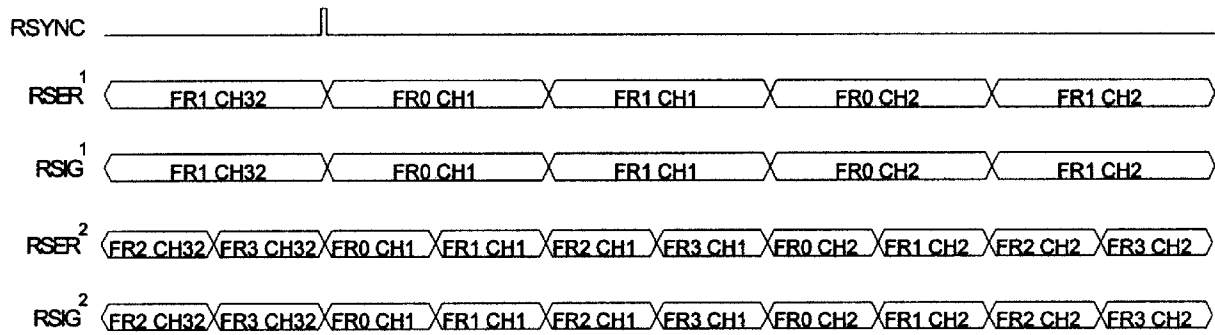 RSYNC
RSER¹ FR1 CH32 FR0 CH1 FR1 CH1 FR0 CH2 FR1 CH2
RSIG¹ FR1 CH32 FR0 CH1 FR1 CH1 FR0 CH2 FR1 CH2
RSER² FR2 CH32 FR3 CH32 FR0 CH1 FR1 CH1 FR2 CH1 FR3 CH1 FR0 CH2 FR1 CH2 FR2 CH2 FR3 CH2
RSIG² FR2 CH32 FR3 CH32 FR0 CH1 FR1 CH1 FR2 CH1 FR3 CH1 FR0 CH2 FR1 CH2 FR2 CH2 FR3 CH2